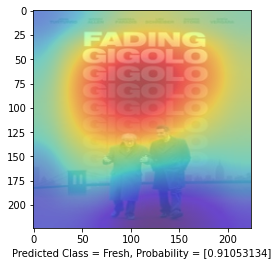 0
25
50
75
100
125
150
175
200
FADING
GIGOLO
GIGOLO
GIGOLO
GIGOLO
GIGOLO
0 50 100 150 200
Predicted Class = Fresh, Probability = [0.91053134]